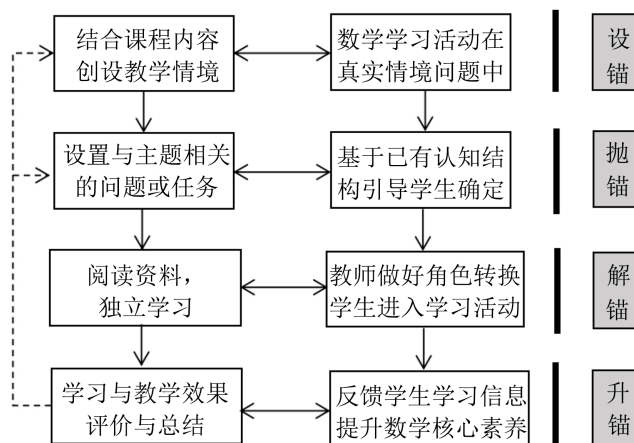 结合课程内容
创设教学情境
数学学习活动在
真实情境问题中
设
锚
设置与主题相关
的问题或任务
基于已有认知结
构引导学生确定
抛
锚
阅读资料，
独立学习
教师做好角色转换
学生进入学习活动
解
锚
学习与教学效果
评价与总结
反馈学生学习信息
提升数学核心素养
升
锚